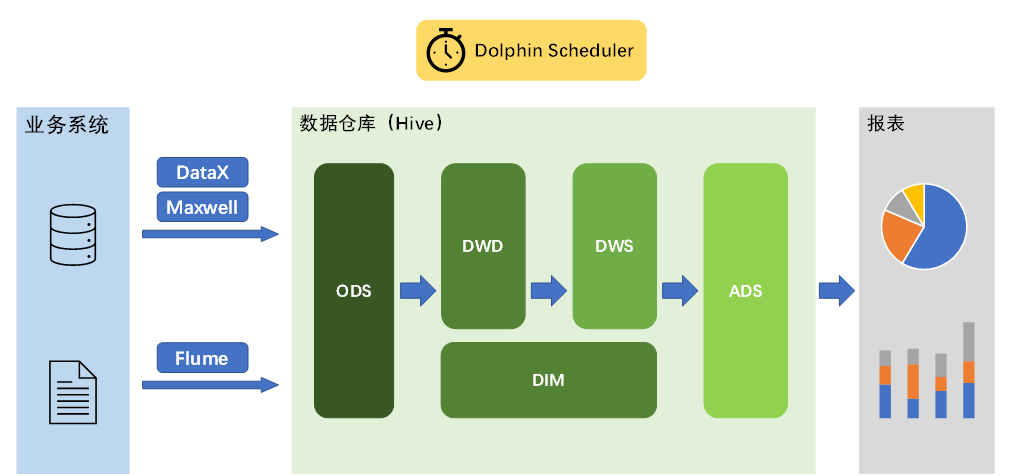 Dolphin Scheduler
业务系统
DataX
Maxwell
Flume
数据仓库（Hive）
ODS
DWD
DWS
DIM
ADS
报表